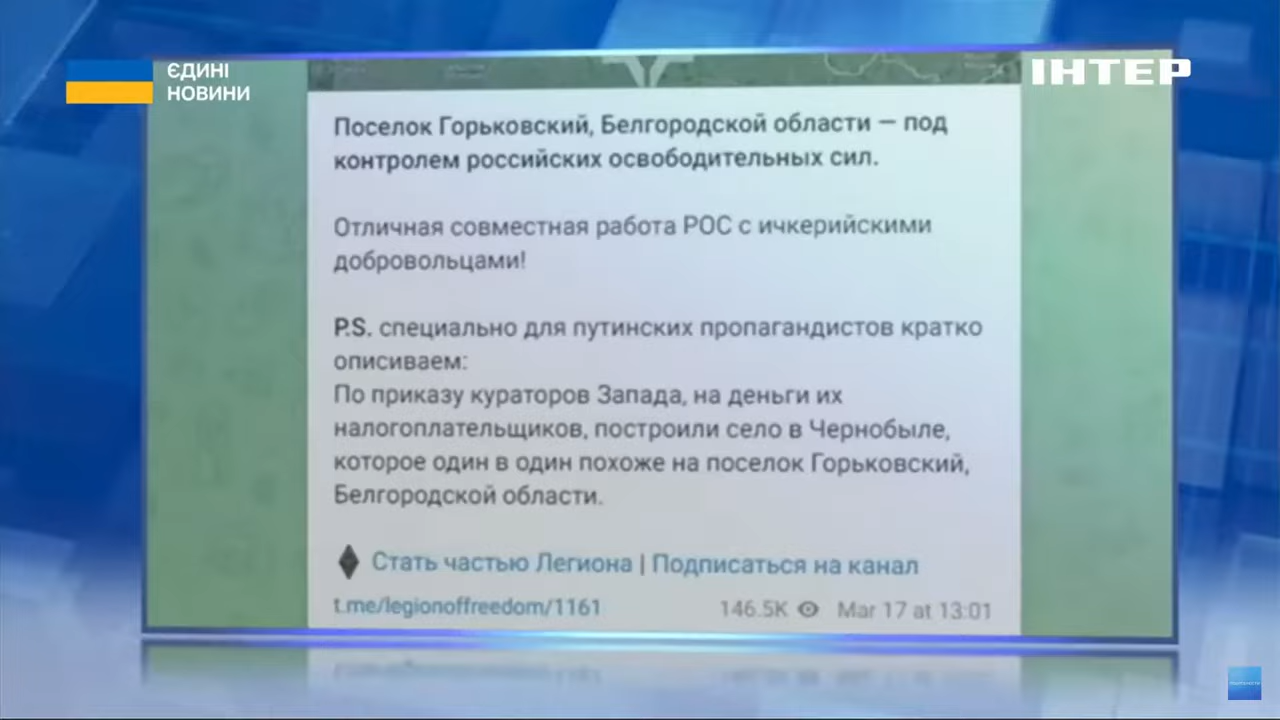 ЄДИНІ
НОВИНИ
ІНТЕР
Поселок Горьковский, Белгородской области — под
контролем российских освободительных сил.
Отличная совместная работа РОС с ичкерийскими
добровольцами!
P.S. специально для путинских пропагандистов кратко
описываем:
По приказу кураторов Запада, на деньги их
налогоплательщиков, построили село в Чернобыле,
которое один в один похоже на поселок Горьковский,
Белгородской области.
Стать частью Легиона | Подписаться на канал
t.me/legionoffreedom/1161
146.5K Mar 17 at 13:01